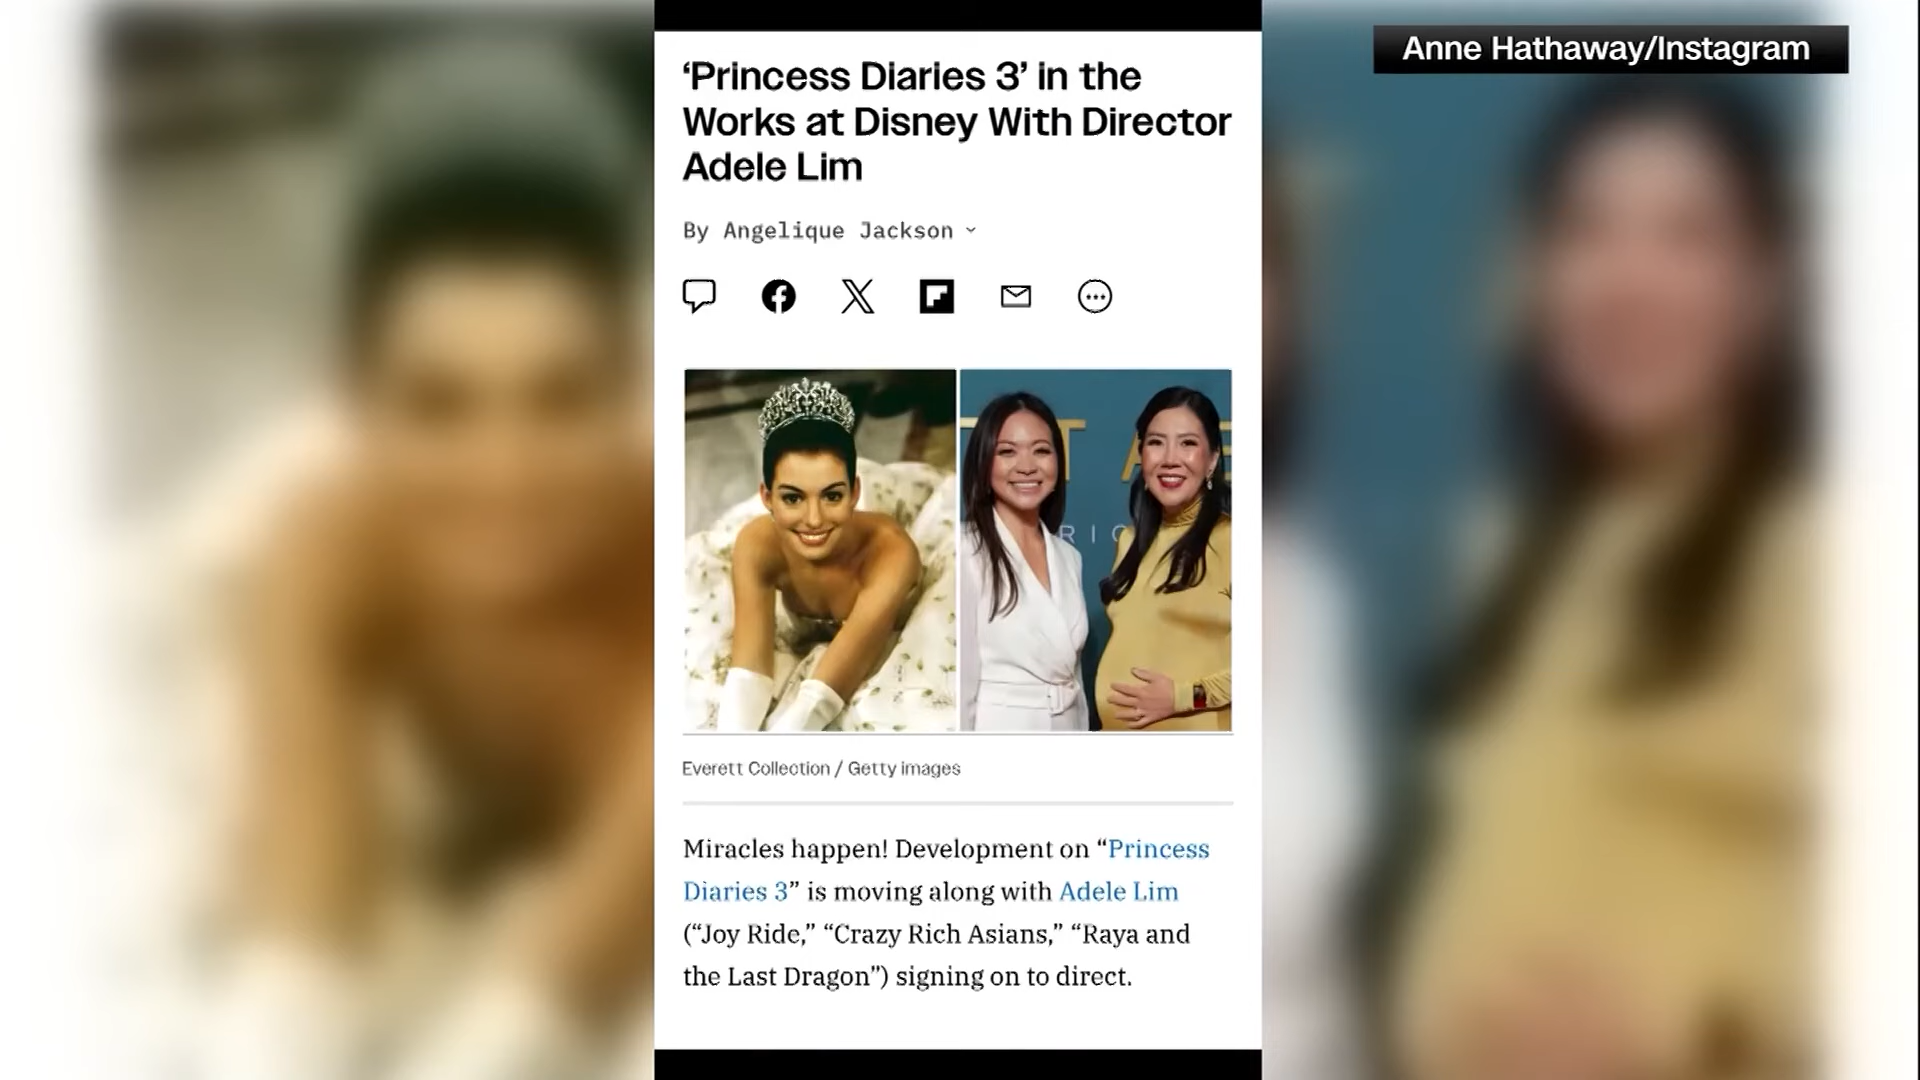 Anne Hathaway/Instagram
‘Princess Diaries 3’ in the
Works at Disney With Director
Adele Lim
By Angelique Jackson
T A
RIC
Everett Collection / Getty Images
Miracles happen! Development on “Princess
Diaries 3” is moving along with Adele Lim
(“Joy Ride,” “Crazy Rich Asians,” “Raya and
the Last Dragon”) signing on to direct.